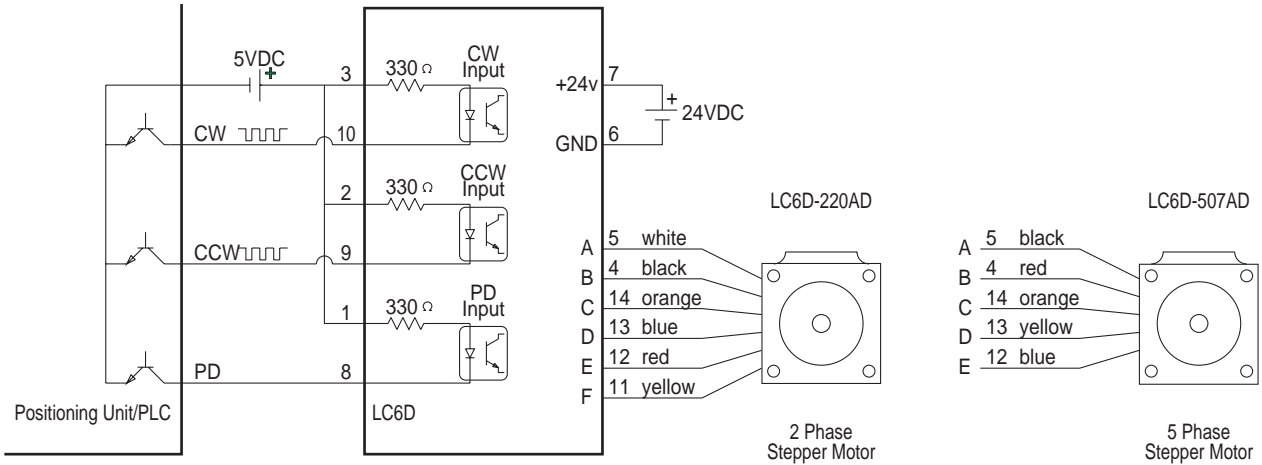 5VDC
+
3
330 Ω
CW
Input
CW
10
2
330 Ω
CCW
Input
CCW
9
1
330 Ω
PD
Input
PD
8
Positioning Unit/PLC
LC6D
+24v
7
+
24VDC
GND
6
A 5 white
B 4 black
C 14 orange
D 13 blue
E 12 red
F 11 yellow
LC6D-220AD
2 Phase
Stepper Motor
LC6D-507AD
A 5 black
B 4 red
C 14 orange
D 13 yellow
E 12 blue
5 Phase
Stepper Motor